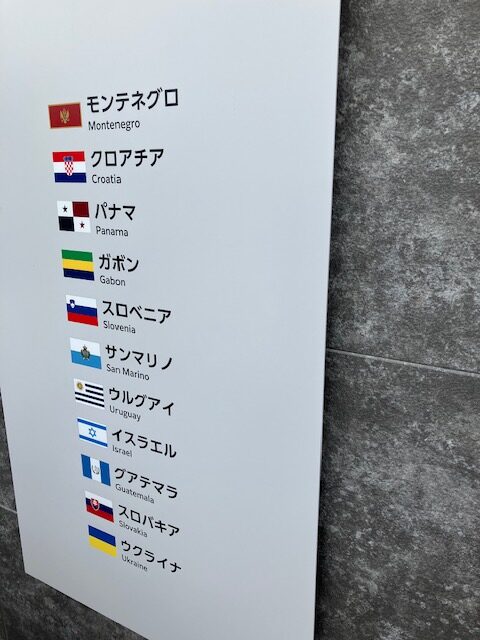 モンテネグロ
Montenegro
クロアチア
Croatia
パナマ
Panama
ガボン
Gabon
スロベニア
Slovenia
サンマリノ
San Marino
ウルグアイ
Uruguay
イスラエル
Israel
グアテマラ
Guatemala
スロバキア
Slovakia
ウクライナ
Ukraine